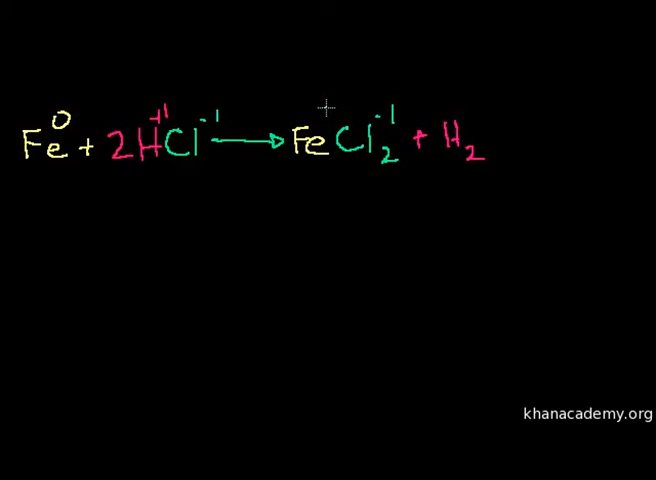 Fe⁰ + 2H⁺¹Cl⁻¹ → FeCl₂⁻¹ + H₂
khanacademy.org